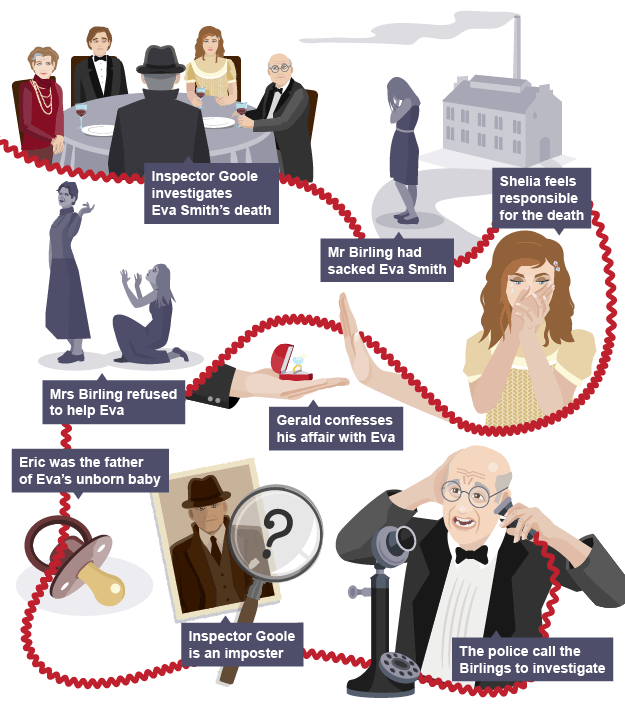 Inspector Goole
investigates
Eva Smith's death
Mr Birling had
sacked Eva Smith
Shelia feels
responsible
for the death
Gerald confesses
his affair with Eva
Mrs Birling refused
to help Eva
Eric was the father
of Eva's unborn baby
?
Inspector Goole
is an imposter
The police call the
Birlings to investigate